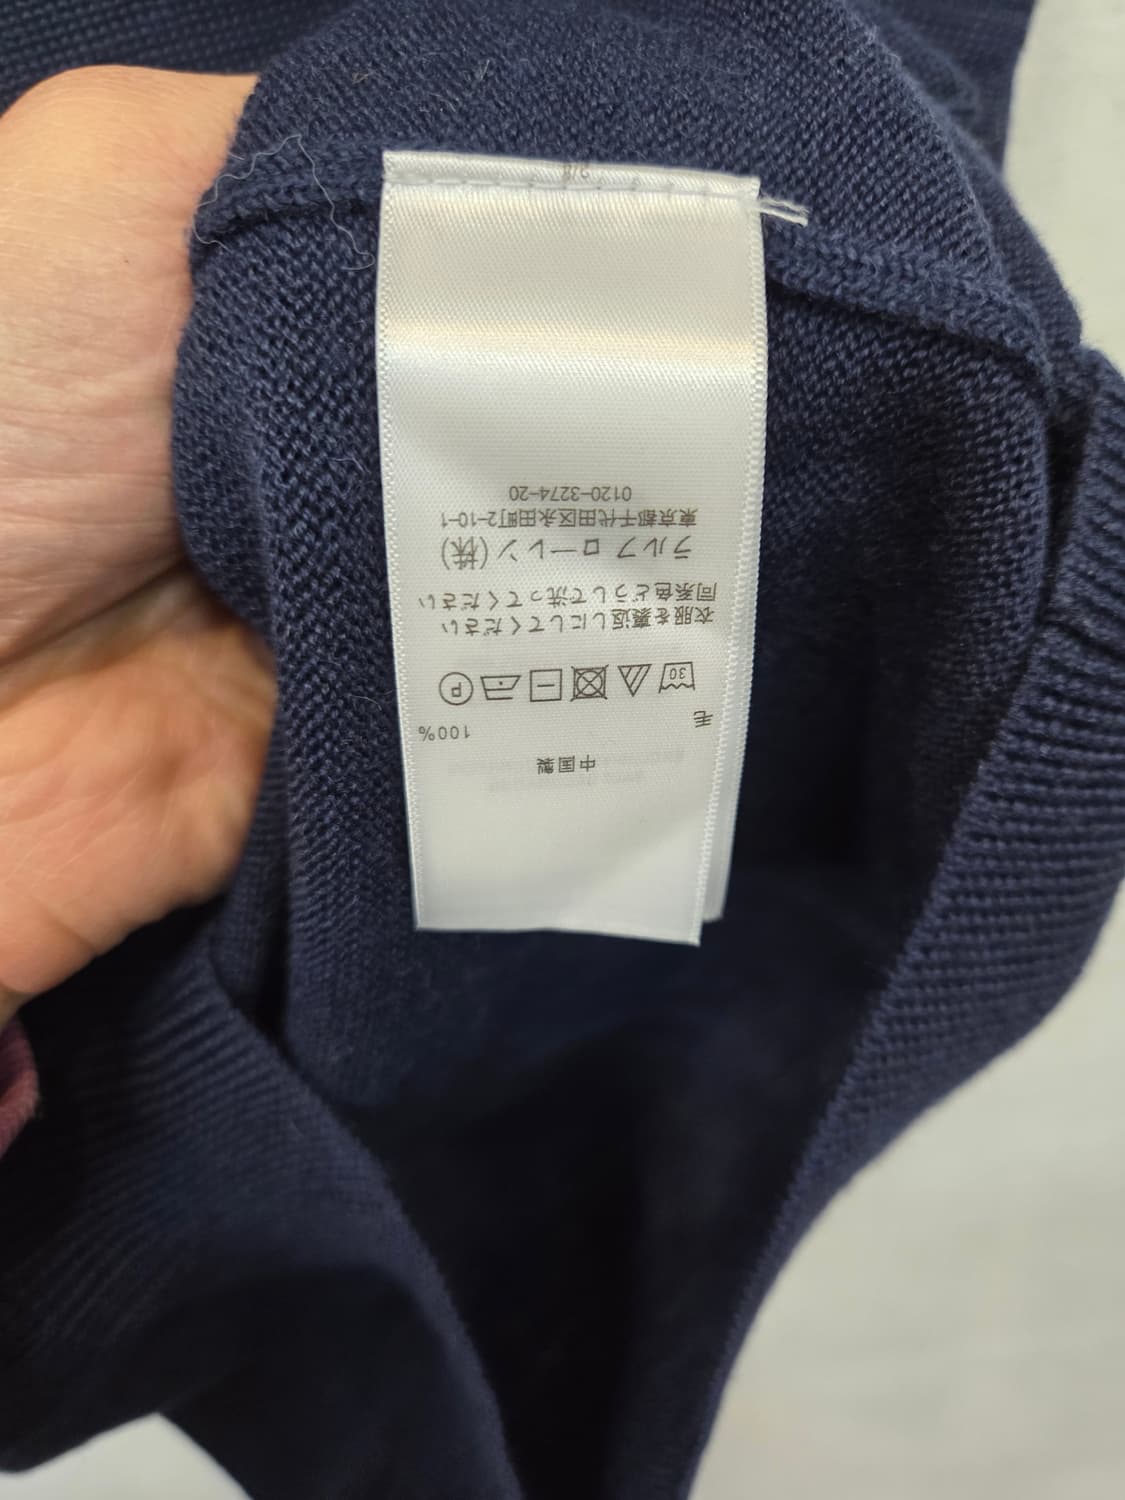 中国製
毛 100%
30 P
衣服を裏返しにしてください
同系色どうしで洗ってください
ラルフ ローレン (株)
東京都千代田区永田町2-10-1
0120-3274-20